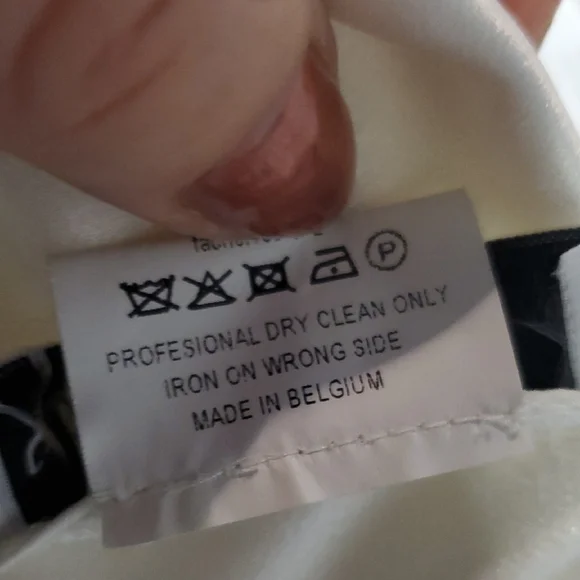 P
PROFESIONAL DRY CLEAN ONLY
IRON ON WRONG SIDE
MADE IN BELGIUM